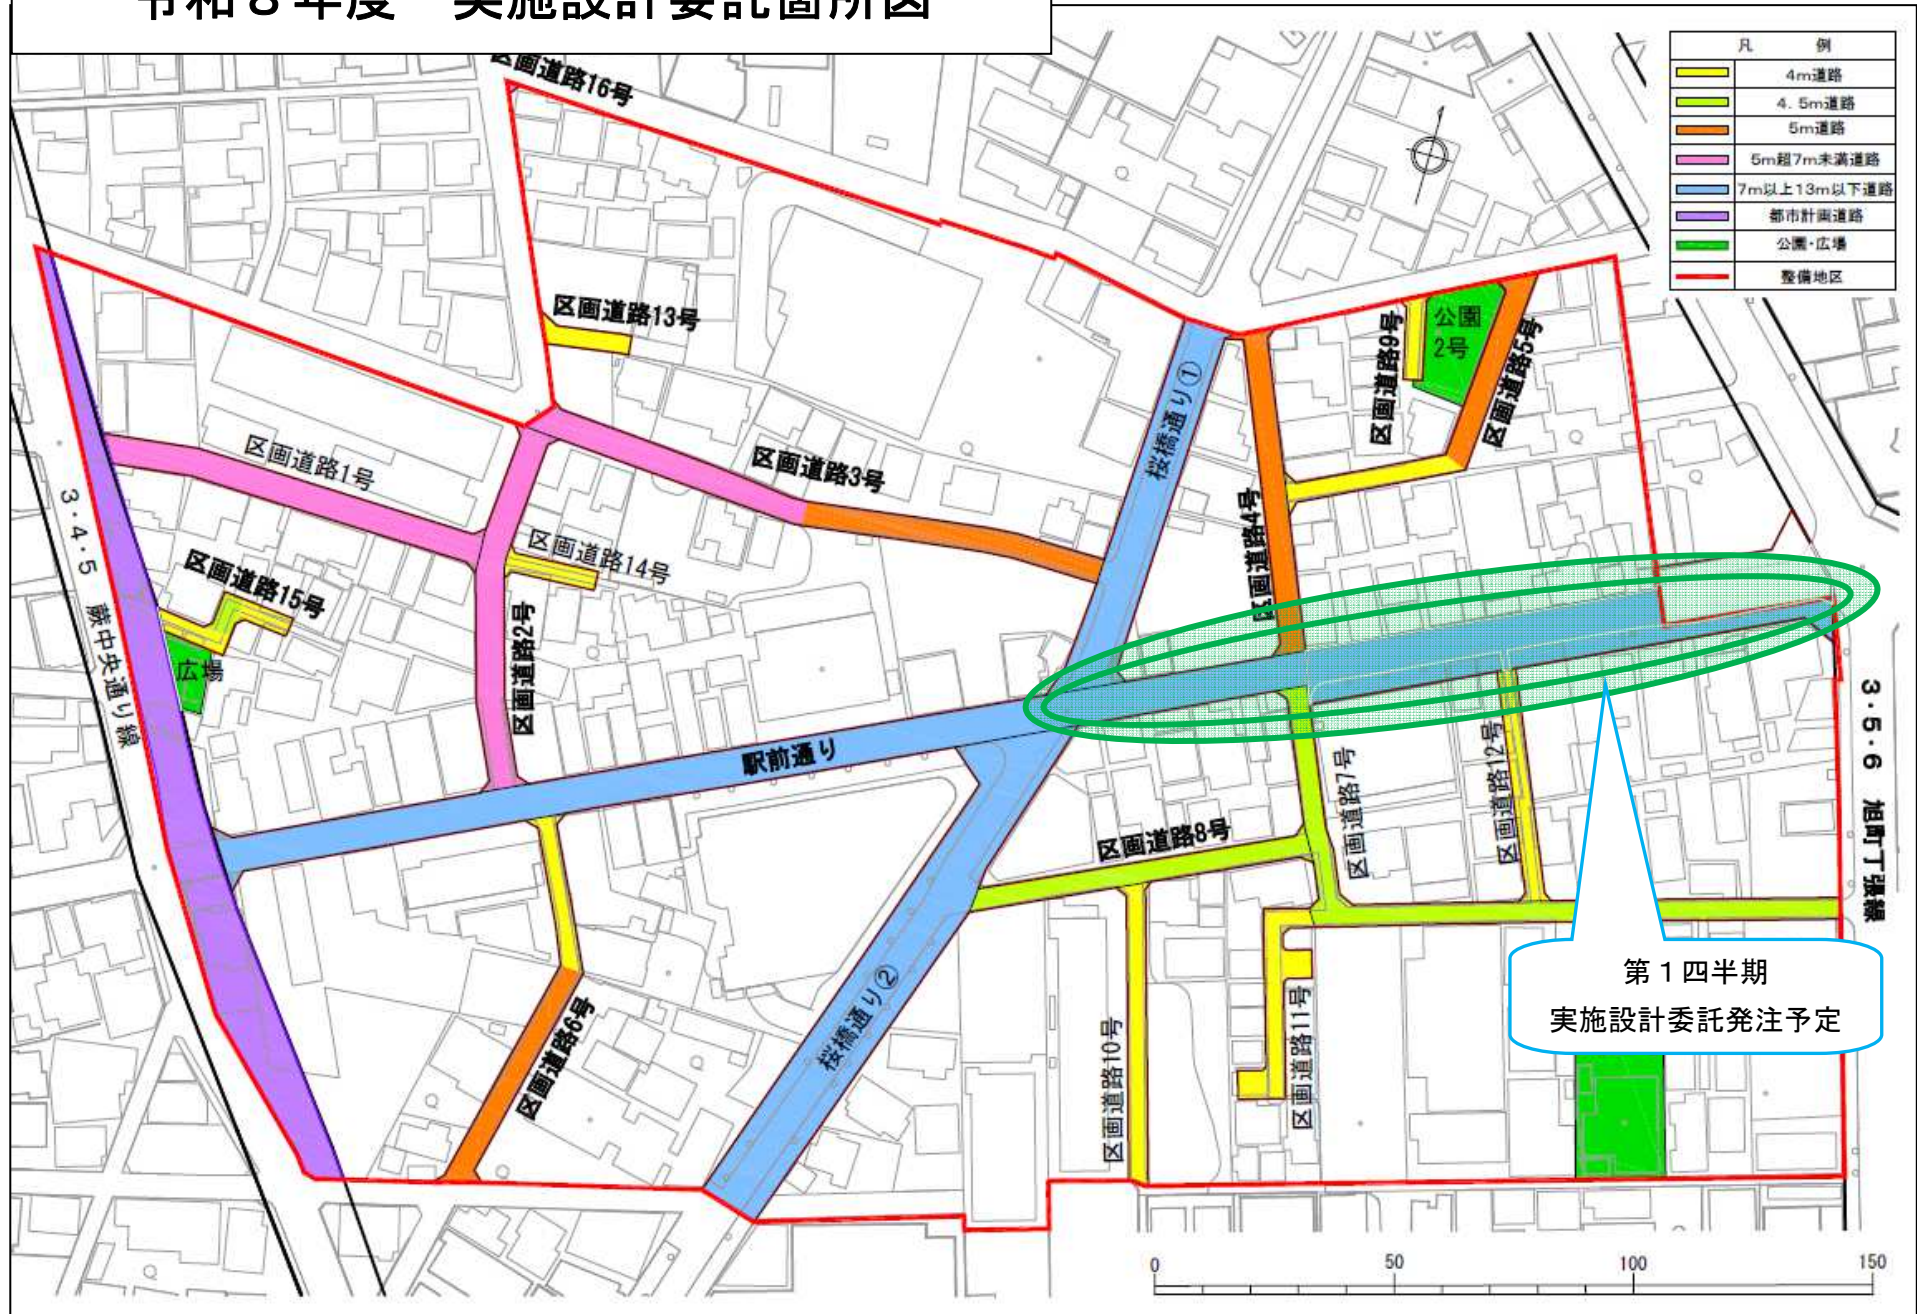 令和８年度　実施設計委託箇所図
凡　　例
4m道路
4．5m道路
5m道路
5m超7m未満道路
7m以上13m以下道路
都市計画道路
公園・広場
整備地区
区画道路16号
区画道路13号
区画道路9号
公園
2号
区画道路5号
桜橋通り①
区画道路1号
区画道路3号
区画道路4号
3・4・5　蕨中央通り線
区画道路14号
区画道路15号
広場
区画道路2号
駅前通り
3・5・6　旭町丁張線
区画道路7号
区画道路12号
区画道路8号
第１四半期
実施設計委託発注予定
桜橋通り②
区画道路6号
区画道路10号
区画道路11号
0
50
100
150